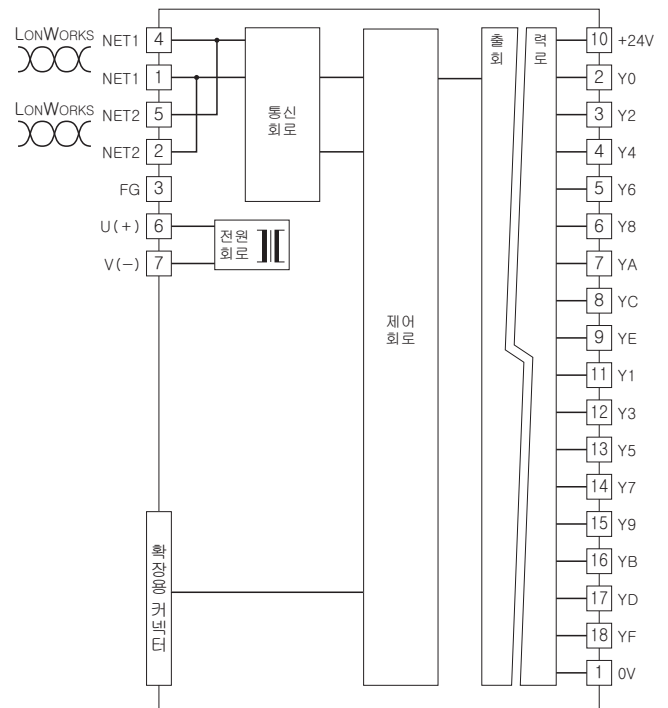 LONWORKS
NET1 4
NET1 1
LONWORKS
NET2 5
NET2 2
FG 3
U(+) 6
V(−) 7
통신
회로
전원
회로
제어
회로
확장용 커넥터
출 력
회 로
10 +24V
2 Y0
3 Y2
4 Y4
5 Y6
6 Y8
7 YA
8 YC
9 YE
11 Y1
12 Y3
13 Y5
14 Y7
15 Y9
16 YB
17 YD
18 YF
1 0V